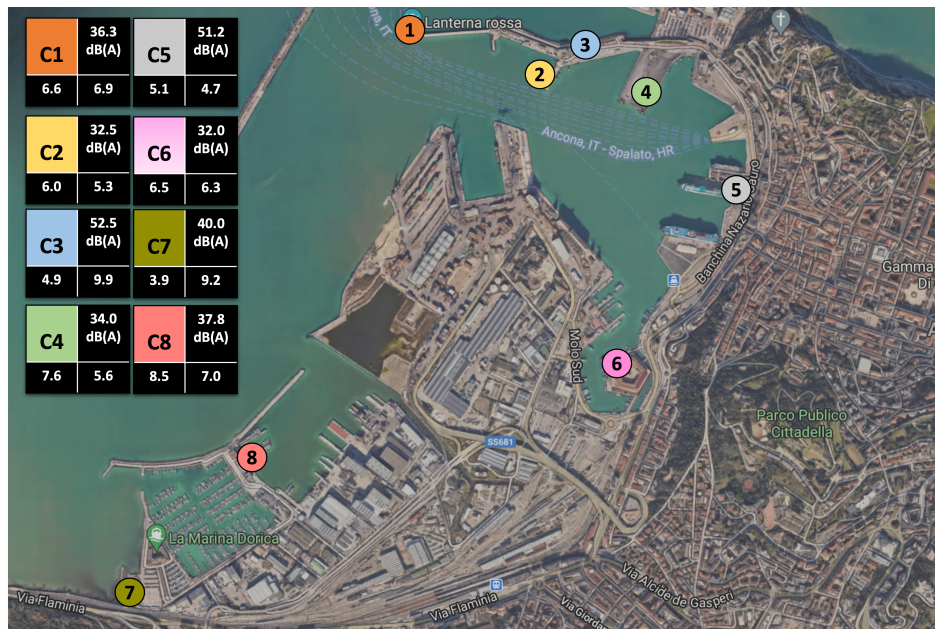 C1
36.3
dB(A)
6.6
6.9
C5
51.2
dB(A)
5.1
4.7
C2
32.5
dB(A)
6.0
5.3
C6
32.0
dB(A)
6.5
6.3
C3
52.5
dB(A)
4.9
9.9
C7
40.0
dB(A)
3.9
9.2
C4
34.0
dB(A)
7.6
5.6
C8
37.8
dB(A)
8.5
7.0
ona, IT
1
Lanterna rossa
3
2
4
Ancona, IT - Spalato, HR
5
Banchina Nazario Sauro
Gamma
Di
Molo Sud
6
Parco Publico
Cittadella
SS681
8
La Marina Dorica
7
Via Flaminia
Via Flaminia
Via Alcide de Gasperi
Via Giordan